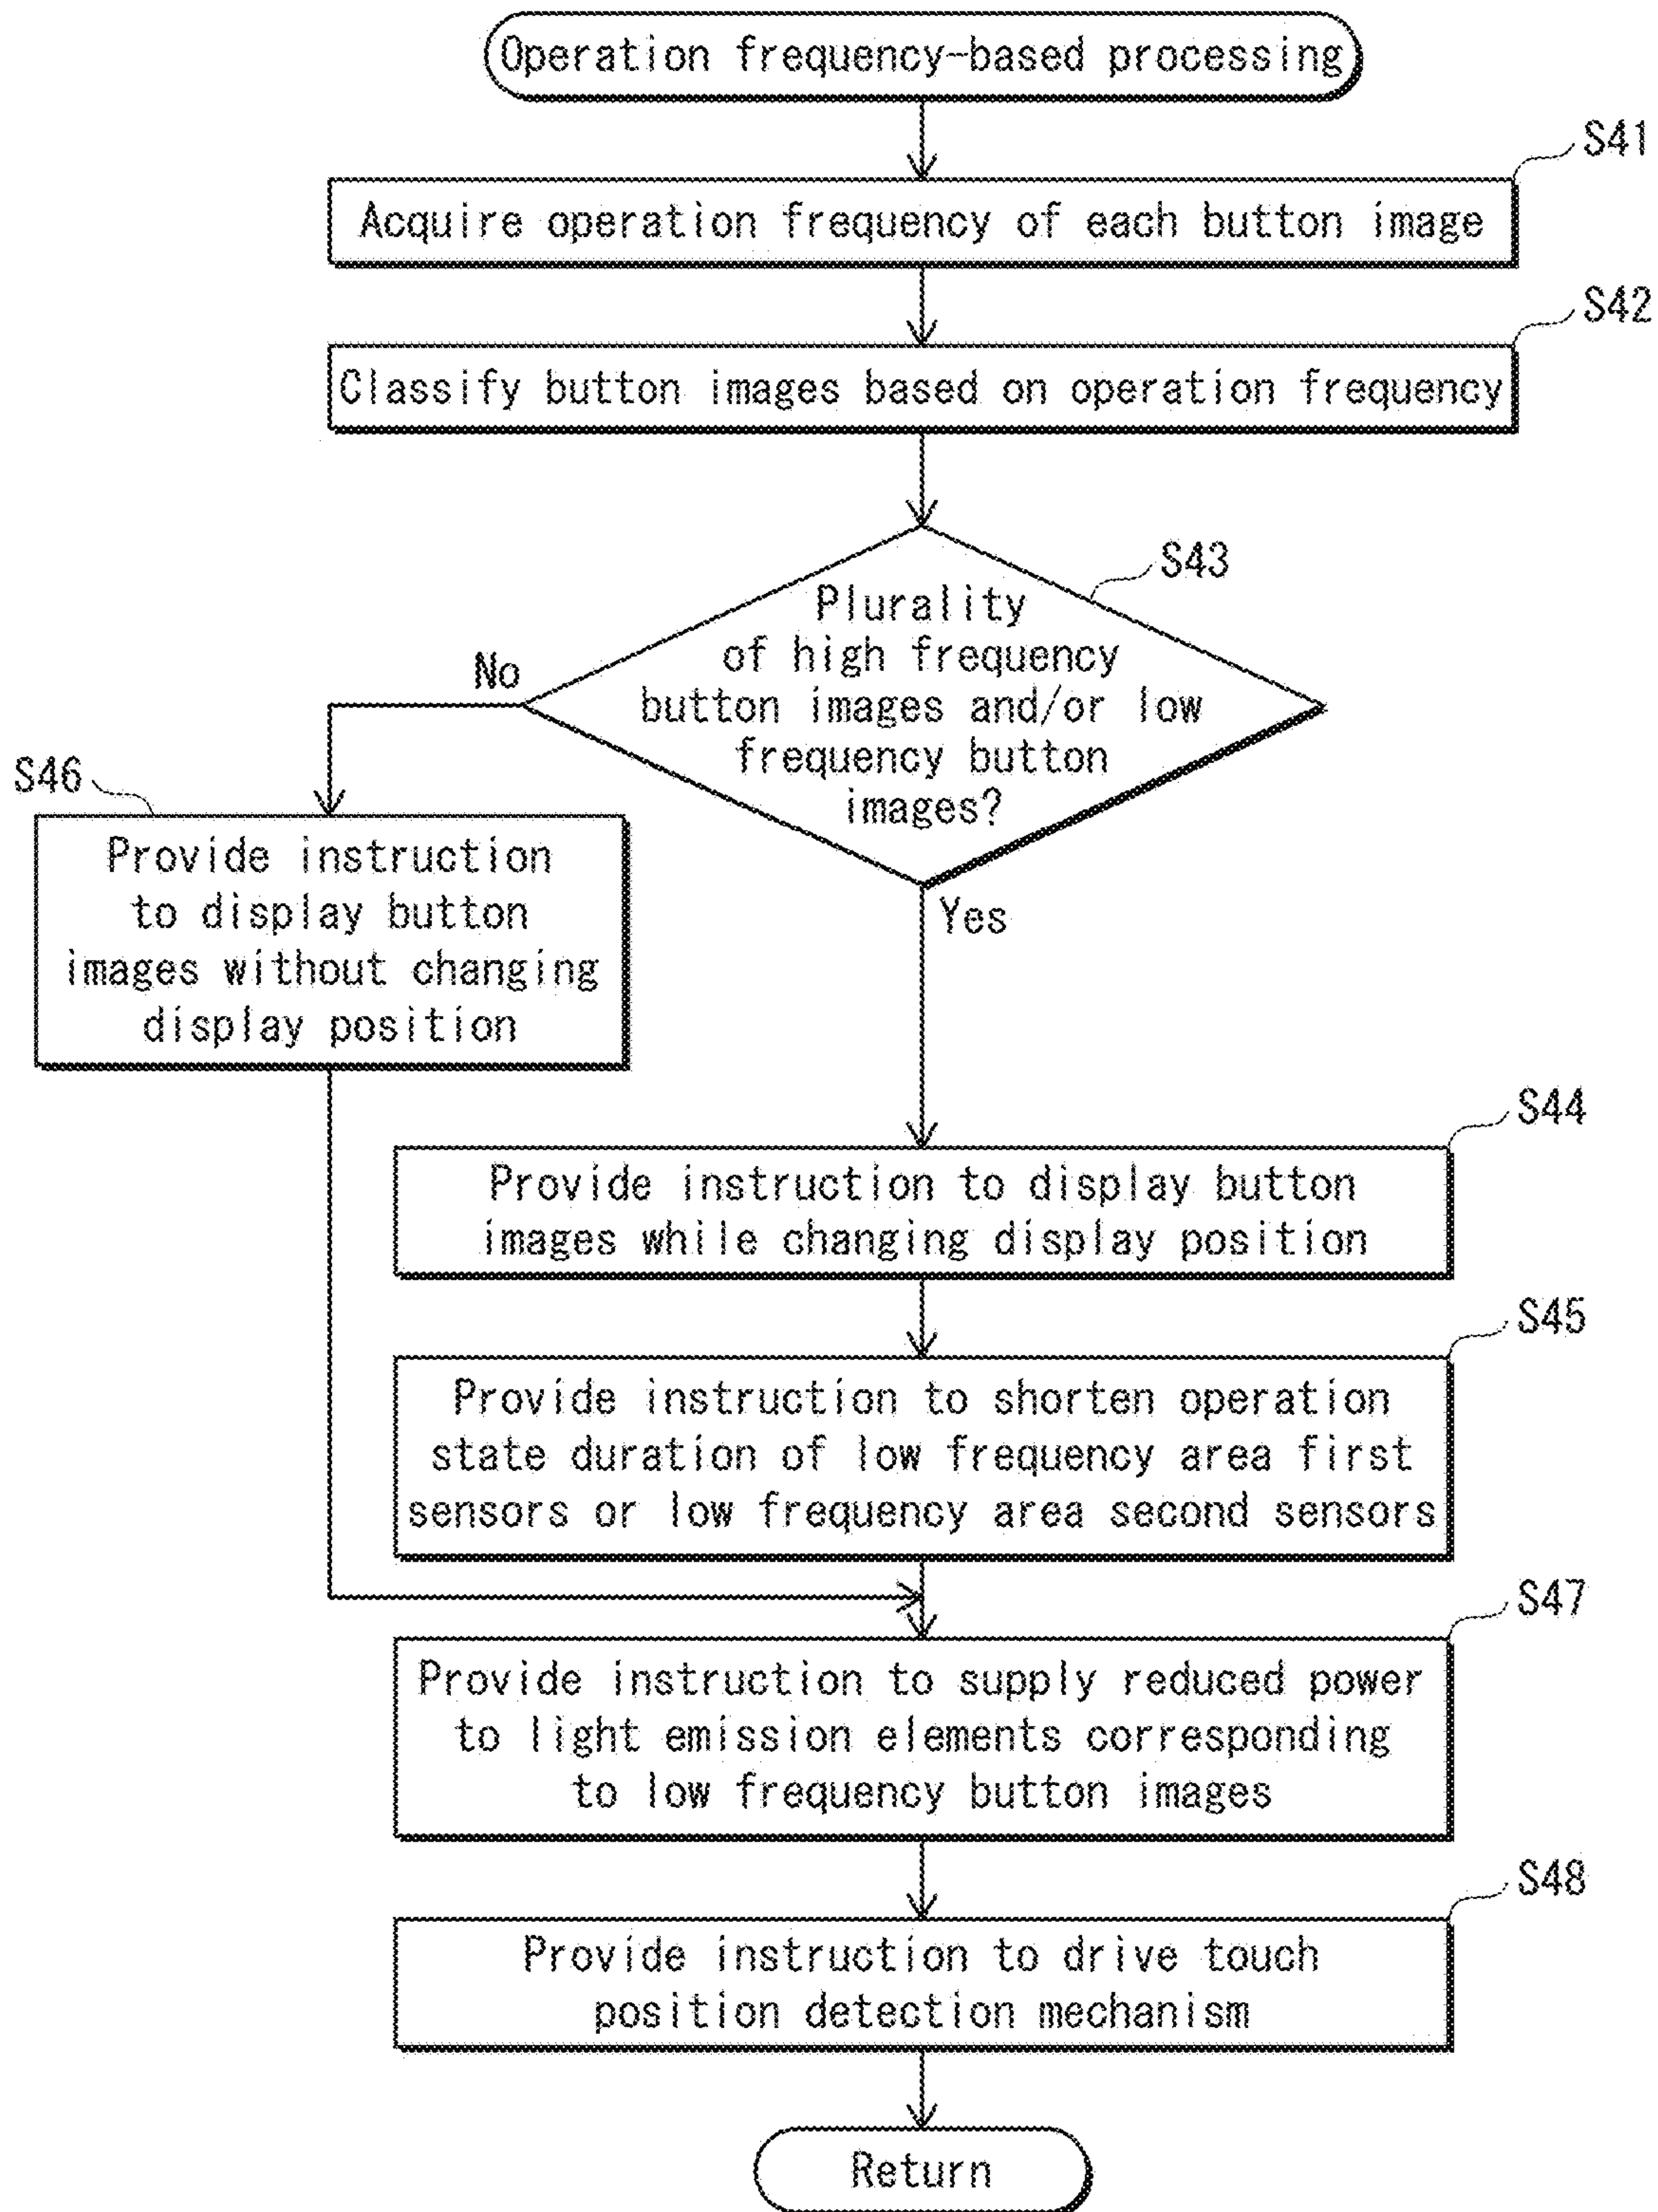 Operation frequency-based processing
S41
Acquire operation frequency of each button image
S42
Classify button images based on operation frequency
S43
Plurality
of high frequency
button images and/or low
frequency button
images?
No
Yes
S46
Provide instruction
to display button
images without changing
display position
S44
Provide instruction to display button
images while changing display position
S45
Provide instruction to shorten operation
state duration of low frequency area first
sensors or low frequency area second sensors
S47
Provide instruction to supply reduced power
to light emission elements corresponding
to low frequency button images
S48
Provide instruction to drive touch
position detection mechanism
Return